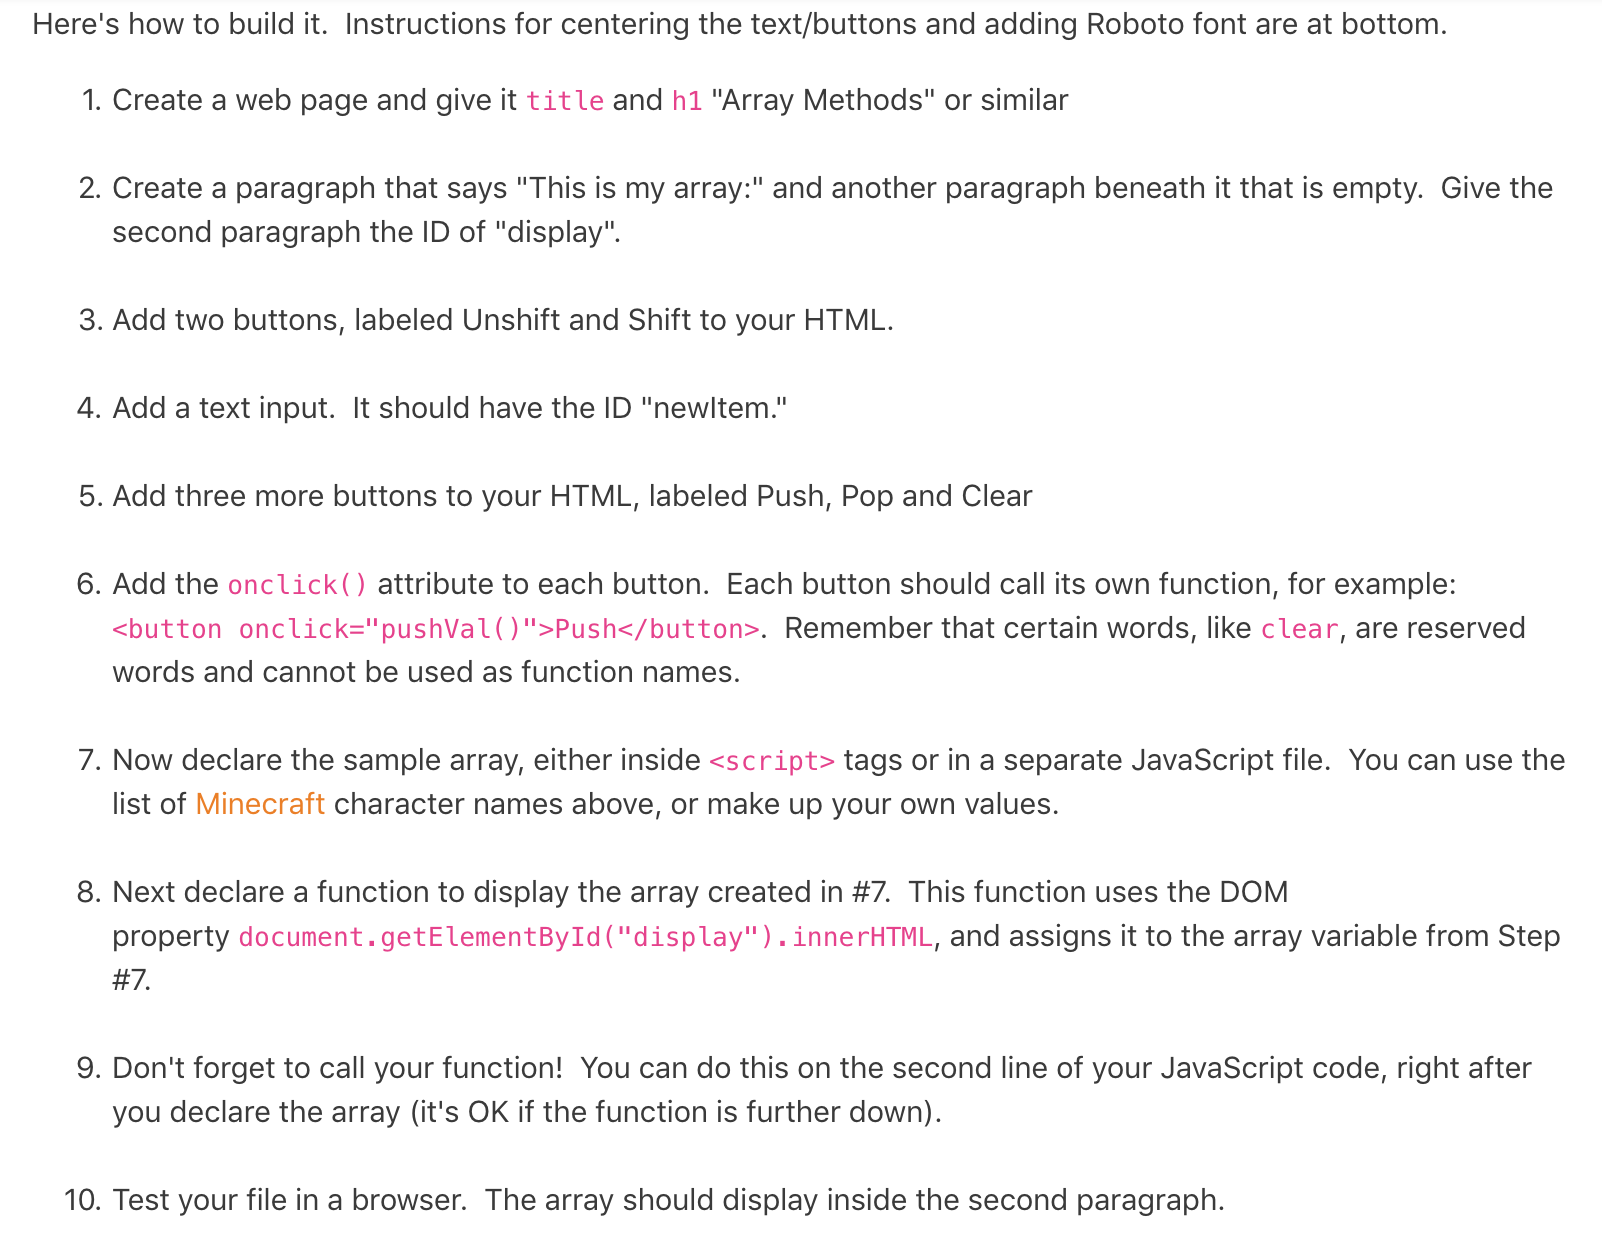 Here's how to build it.  Instructions for centering the text/buttons and adding Roboto font are at bottom.
1. Create a web page and give it title and h1 "Array Methods" or similar
2. Create a paragraph that says "This is my array:" and another paragraph beneath it that is empty.  Give the
second paragraph the ID of "display".
3. Add two buttons, labeled Unshift and Shift to your HTML.
4. Add a text input.  It should have the ID "newItem."
5. Add three more buttons to your HTML, labeled Push, Pop and Clear
6. Add the onclick() attribute to each button.  Each button should call its own function, for example:
<button onclick="pushVal()">Push</button>.  Remember that certain words, like clear, are reserved
words and cannot be used as function names.
7. Now declare the sample array, either inside <script> tags or in a separate JavaScript file.  You can use the
list of Minecraft character names above, or make up your own values.
8. Next declare a function to display the array created in #7.  This function uses the DOM
property document.getElementById("display").innerHTML, and assigns it to the array variable from Step
#7.
9. Don't forget to call your function!  You can do this on the second line of your JavaScript code, right after
you declare the array (it's OK if the function is further down).
10. Test your file in a browser.  The array should display inside the second paragraph.